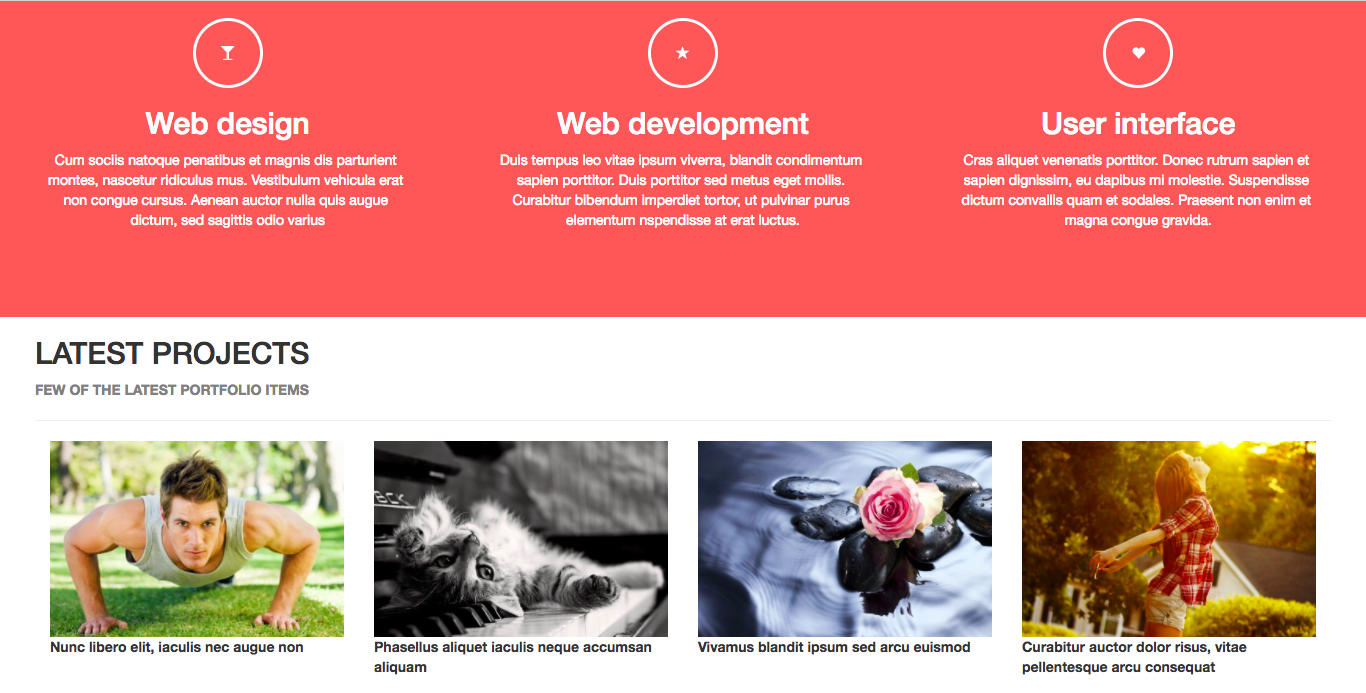 Web design
Cum sociis natoque penatibus et magnis dis parturient
montes, nascetur ridiculus mus. Vestibulum vehicula erat
non congue cursus. Aenean auctor nulla quis augue
dictum, sed sagittis odio varius
Web development
Duis tempus leo vitae ipsum viverra, blandit condimentum
sapien porttitor. Duis porttitor sed metus eget mollis.
Curabitur bibendum imperdiet tortor, ut pulvinar purus
elementum nspendisse at erat luctus.
User interface
Cras aliquet venenatis porttitor. Donec rutrum sapien et
sapien dignissim, eu dapibus mi molestie. Suspendisse
dictum convallis quam et sodales. Praesent non enim et
magna congue gravida.
LATEST PROJECTS
FEW OF THE LATEST PORTFOLIO ITEMS
Nunc libero elit, iaculis nec augue non
Phasellus aliquet iaculis neque accumsan
aliquam
Vivamus blandit ipsum sed arcu euismod
Curabitur auctor dolor risus, vitae
pellentesque arcu consequat